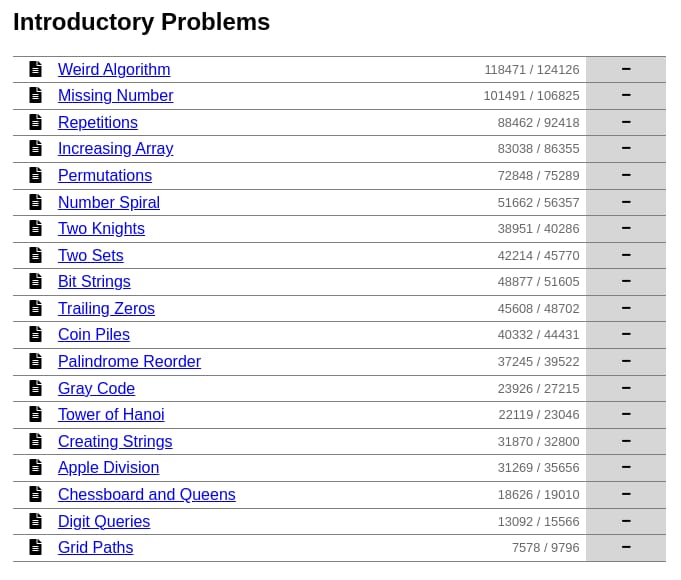 Introductory Problems
Weird Algorithm 118471 / 124126 –
Missing Number 101491 / 106825 –
Repetitions 88462 / 92418 –
Increasing Array 83038 / 86355 –
Permutations 72848 / 75289 –
Number Spiral 51662 / 56357 –
Two Knights 38951 / 40286 –
Two Sets 42214 / 45770 –
Bit Strings 48877 / 51605 –
Trailing Zeros 45608 / 48702 –
Coin Piles 40332 / 44431 –
Palindrome Reorder 37245 / 39522 –
Gray Code 23926 / 27215 –
Tower of Hanoi 22119 / 23046 –
Creating Strings 31870 / 32800 –
Apple Division 31269 / 35656 –
Chessboard and Queens 18626 / 19010 –
Digit Queries 13092 / 15566 –
Grid Paths 7578 / 9796 –